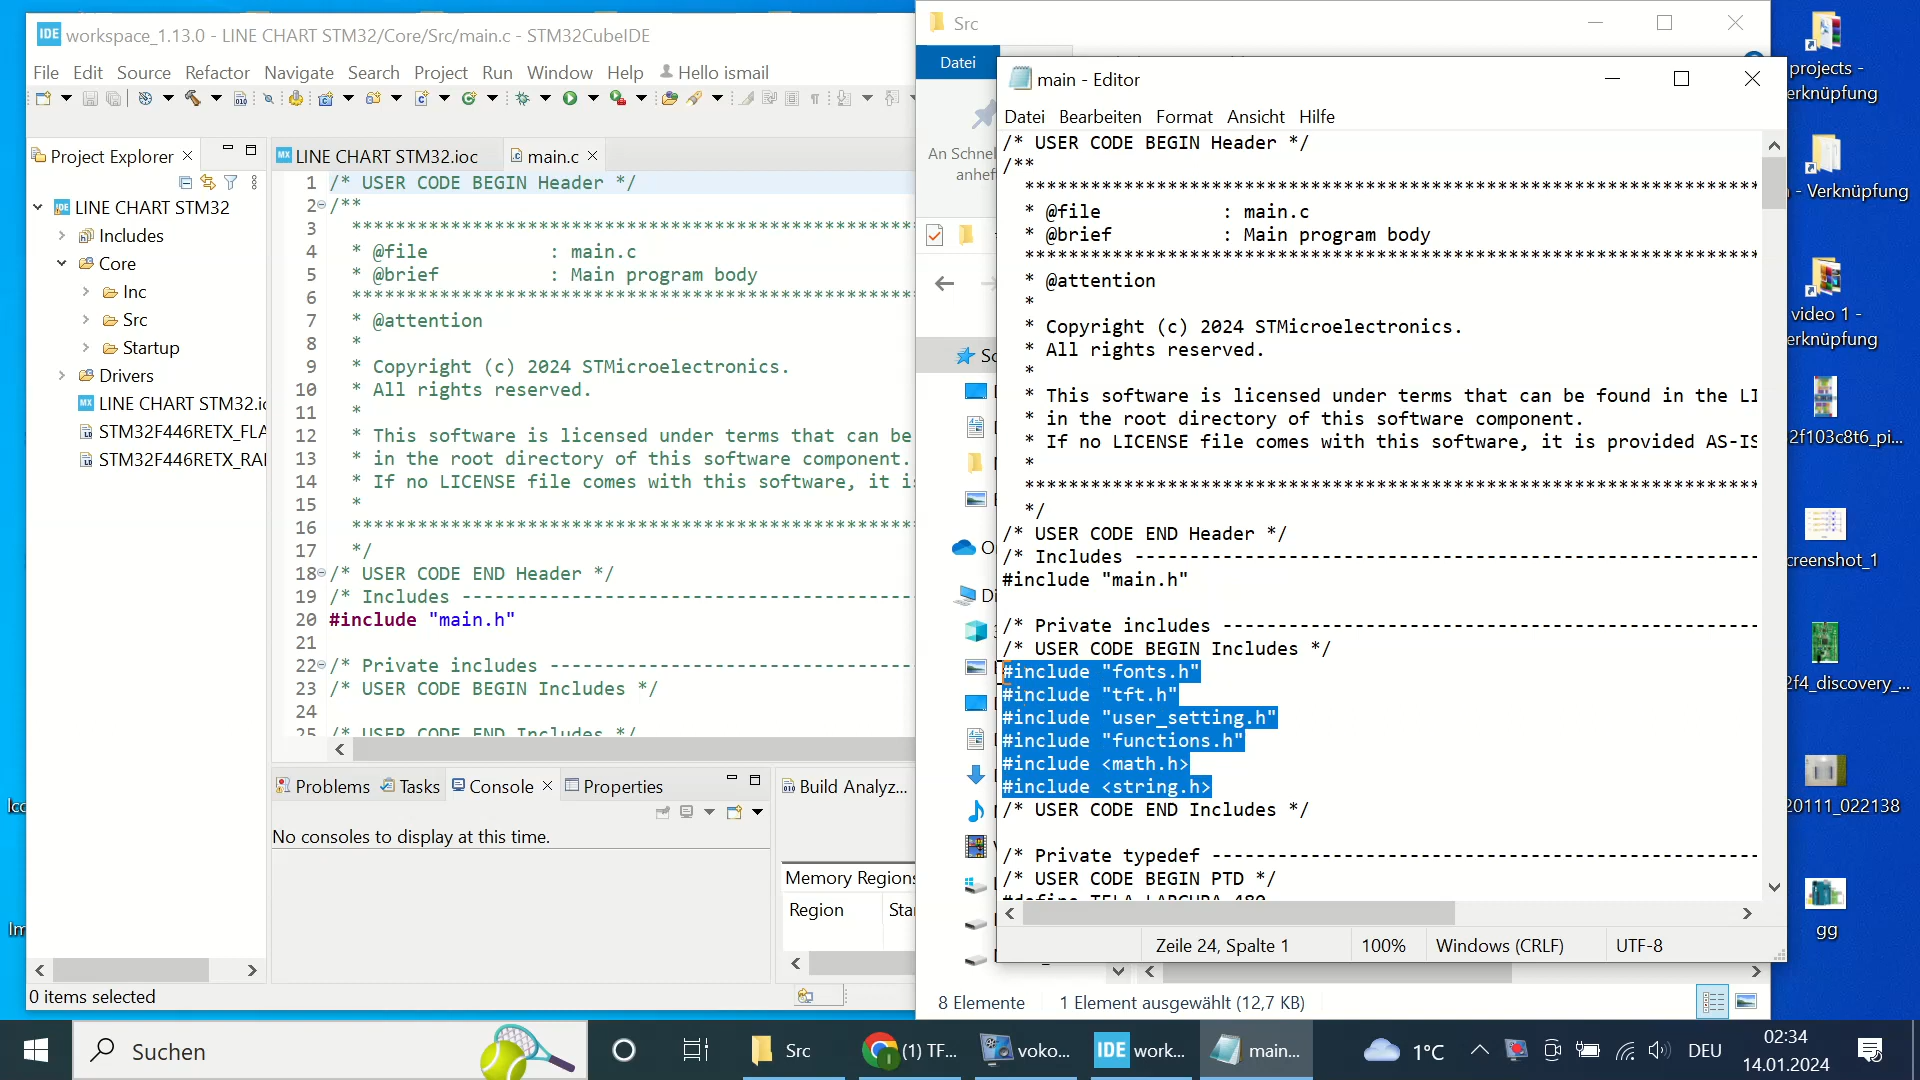 IDE workspace_1.13.0 - LINE CHART STM32/Core/Src/main.c - STM32CubeIDE
File Edit Source Refactor Navigate Search Project Run Window Help Hello ismail
Project Explorer
LINE CHART STM32
Includes
Core
Inc
Src
Startup
Drivers
LINE CHART STM32.io
STM32F446RETX_FLA
STM32F446RETX_RAI
0 items selected
LINE CHART STM32.ioc main.c
1 /* USER CODE BEGIN Header */
2 /**
3 ******************************************************
4 * @file : main.c
5 * @brief : Main program body
6 ******************************************************
7 * @attention
8 *
9 * Copyright (c) 2024 STMicroelectronics.
10 * All rights reserved.
11 *
12 * This software is licensed under terms that can be
13 * in the root directory of this software component.
14 * If no LICENSE file comes with this software, it is
15 *
16 ******************************************************
17 */
18 /* USER CODE END Header */
19 /* Includes -----------------------------------------
20 #include "main.h"
21
22 /* Private includes ---------------------------------
23 /* USER CODE BEGIN Includes */
24
25 /* USER CODE END Includes */
Problems Tasks Console Properties
No consoles to display at this time.
Build Analyz...
Memory Regions
Region Sta
Src
Datei
An Schnel
anhef
8 Elemente 1 Element ausgewählt (12,7 KB)
main - Editor
Datei Bearbeiten Format Ansicht Hilfe
/* USER CODE BEGIN Header */
/**
*******************************************************************
* @file : main.c
* @brief : Main program body
*******************************************************************
* @attention
*
* Copyright (c) 2024 STMicroelectronics.
* All rights reserved.
*
* This software is licensed under terms that can be found in the LI
* in the root directory of this software component.
* If no LICENSE file comes with this software, it is provided AS-IS
*
*******************************************************************
*/
/* USER CODE END Header */
/* Includes ---------------------------------------------------------
#include "main.h"
/* Private includes -------------------------------------------------
/* USER CODE BEGIN Includes */
#include "fonts.h"
#include "tft.h"
#include "user_setting.h"
#include "functions.h"
#include <math.h>
#include <string.h>
/* USER CODE END Includes */
/* Private typedef --------------------------------------------------
/* USER CODE BEGIN PTD */
#define TELA_LARGURA 480
Zeile 24, Spalte 1 100% Windows (CRLF) UTF-8
projects -
erknüpfung
- Verknüpfung
video 1 -
erknüpfung
2f103c8t6_pi...
creenshot_1
2f4_discovery_...
20111_022138
gg
Suchen
Src
(1) TF...
voko...
IDE work...
main...
1°C
DEU
02:34
14.01.2024